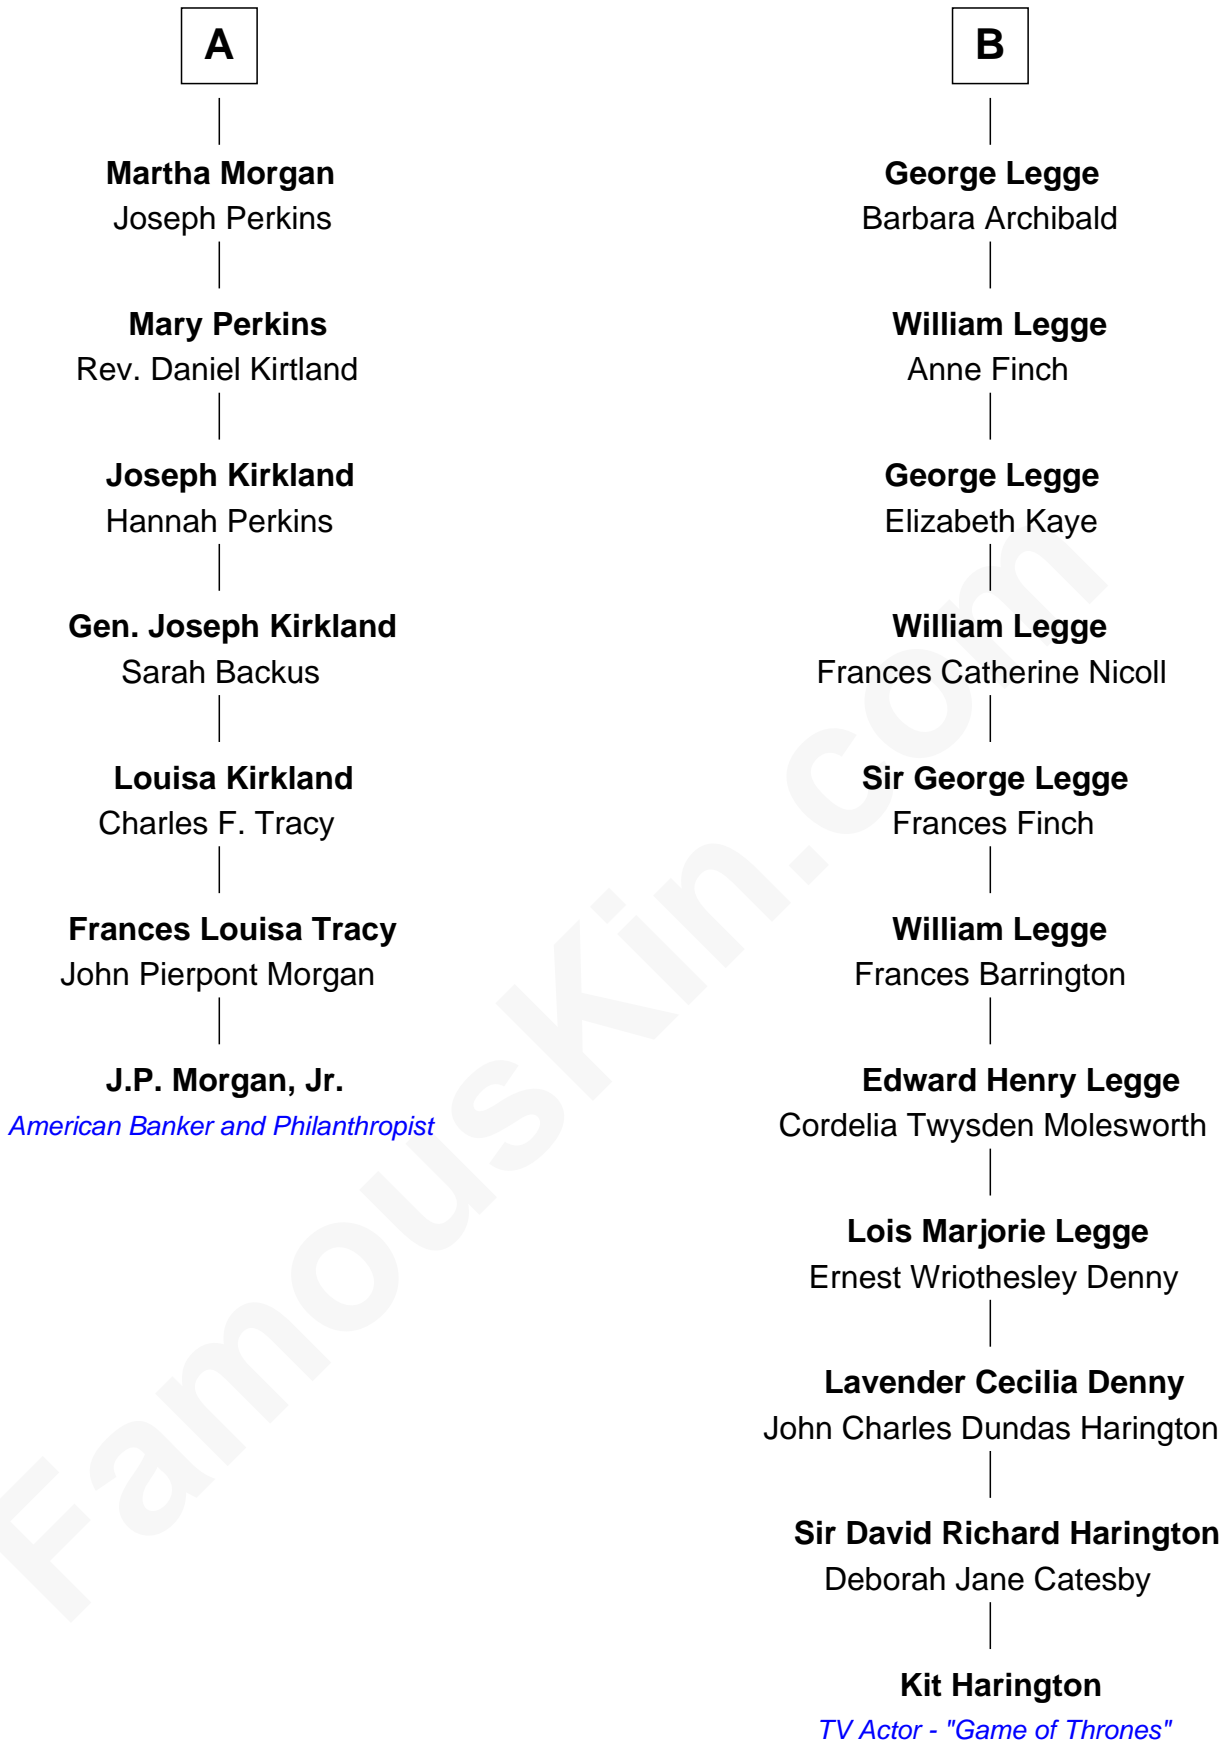 A
Martha Morgan
Joseph Perkins
Mary Perkins
Rev. Daniel Kirtland
Joseph Kirkland
Hannah Perkins
Gen. Joseph Kirkland
Sarah Backus
Louisa Kirkland
Charles F. Tracy
Frances Louisa Tracy
John Pierpont Morgan
J.P. Morgan, Jr.
American Banker and Philanthropist
B
George Legge
Barbara Archibald
William Legge
Anne Finch
George Legge
Elizabeth Kaye
William Legge
Frances Catherine Nicoll
Sir George Legge
Frances Finch
William Legge
Frances Barrington
Edward Henry Legge
Cordelia Twysden Molesworth
Lois Marjorie Legge
Ernest Wriothesley Denny
Lavender Cecilia Denny
John Charles Dundas Harington
Sir David Richard Harington
Deborah Jane Catesby
Kit Harington
TV Actor - "Game of Thrones"
FamousKin.com